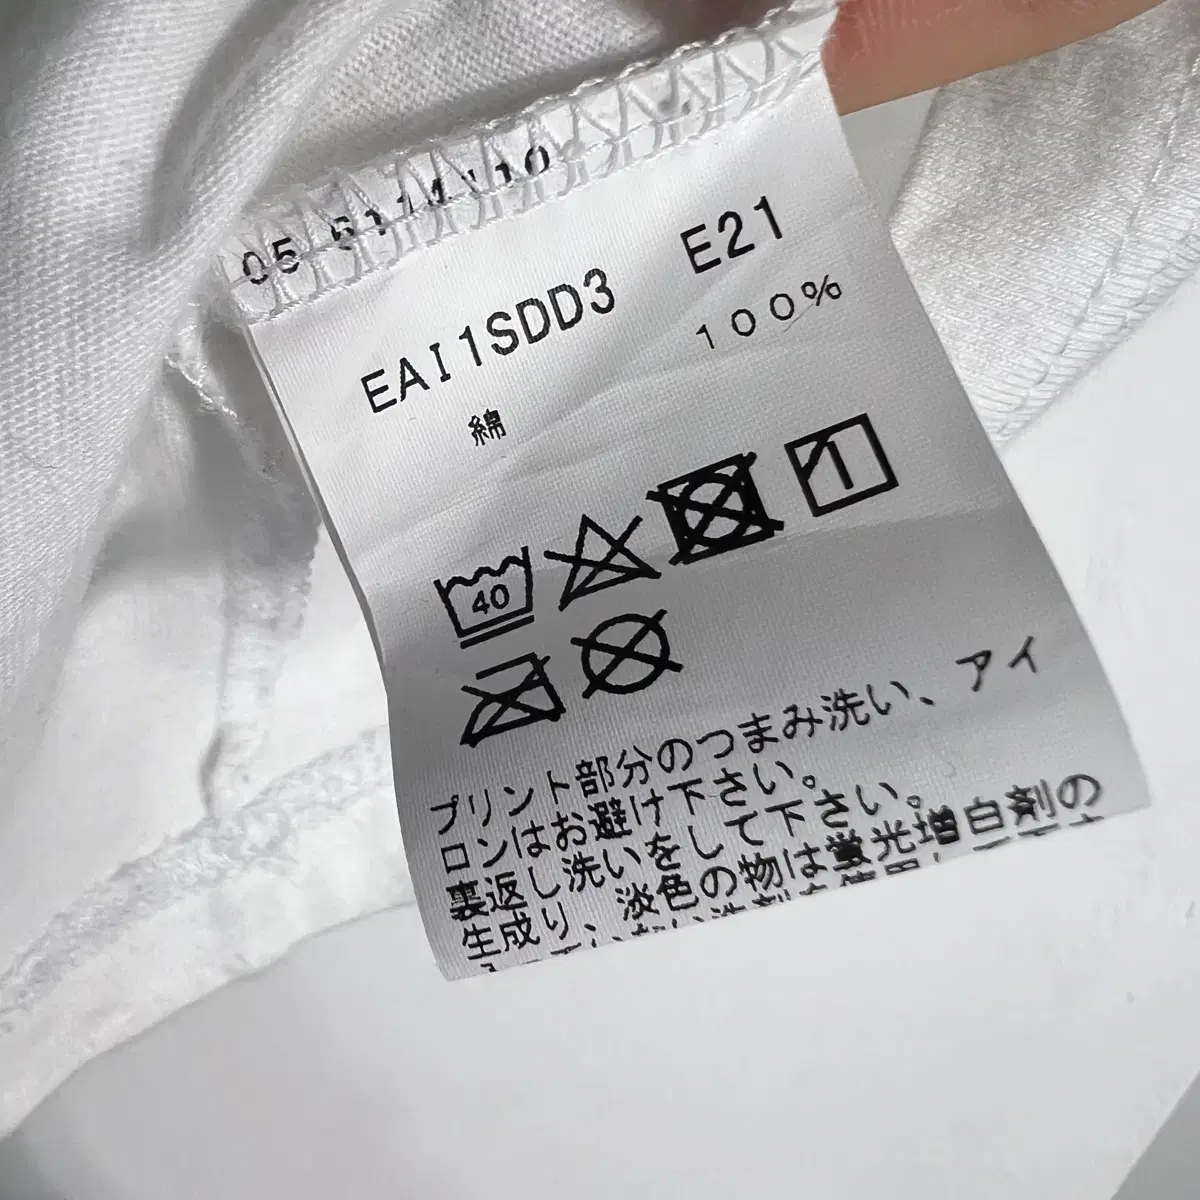 EAI1SDD3 E21
綿 100%
40
プリント部分のつまみ洗い、アイ
ロンはお避け下さい。
裏返し洗いをして下さい。
生成り、淡色の物は蛍光増白剤の